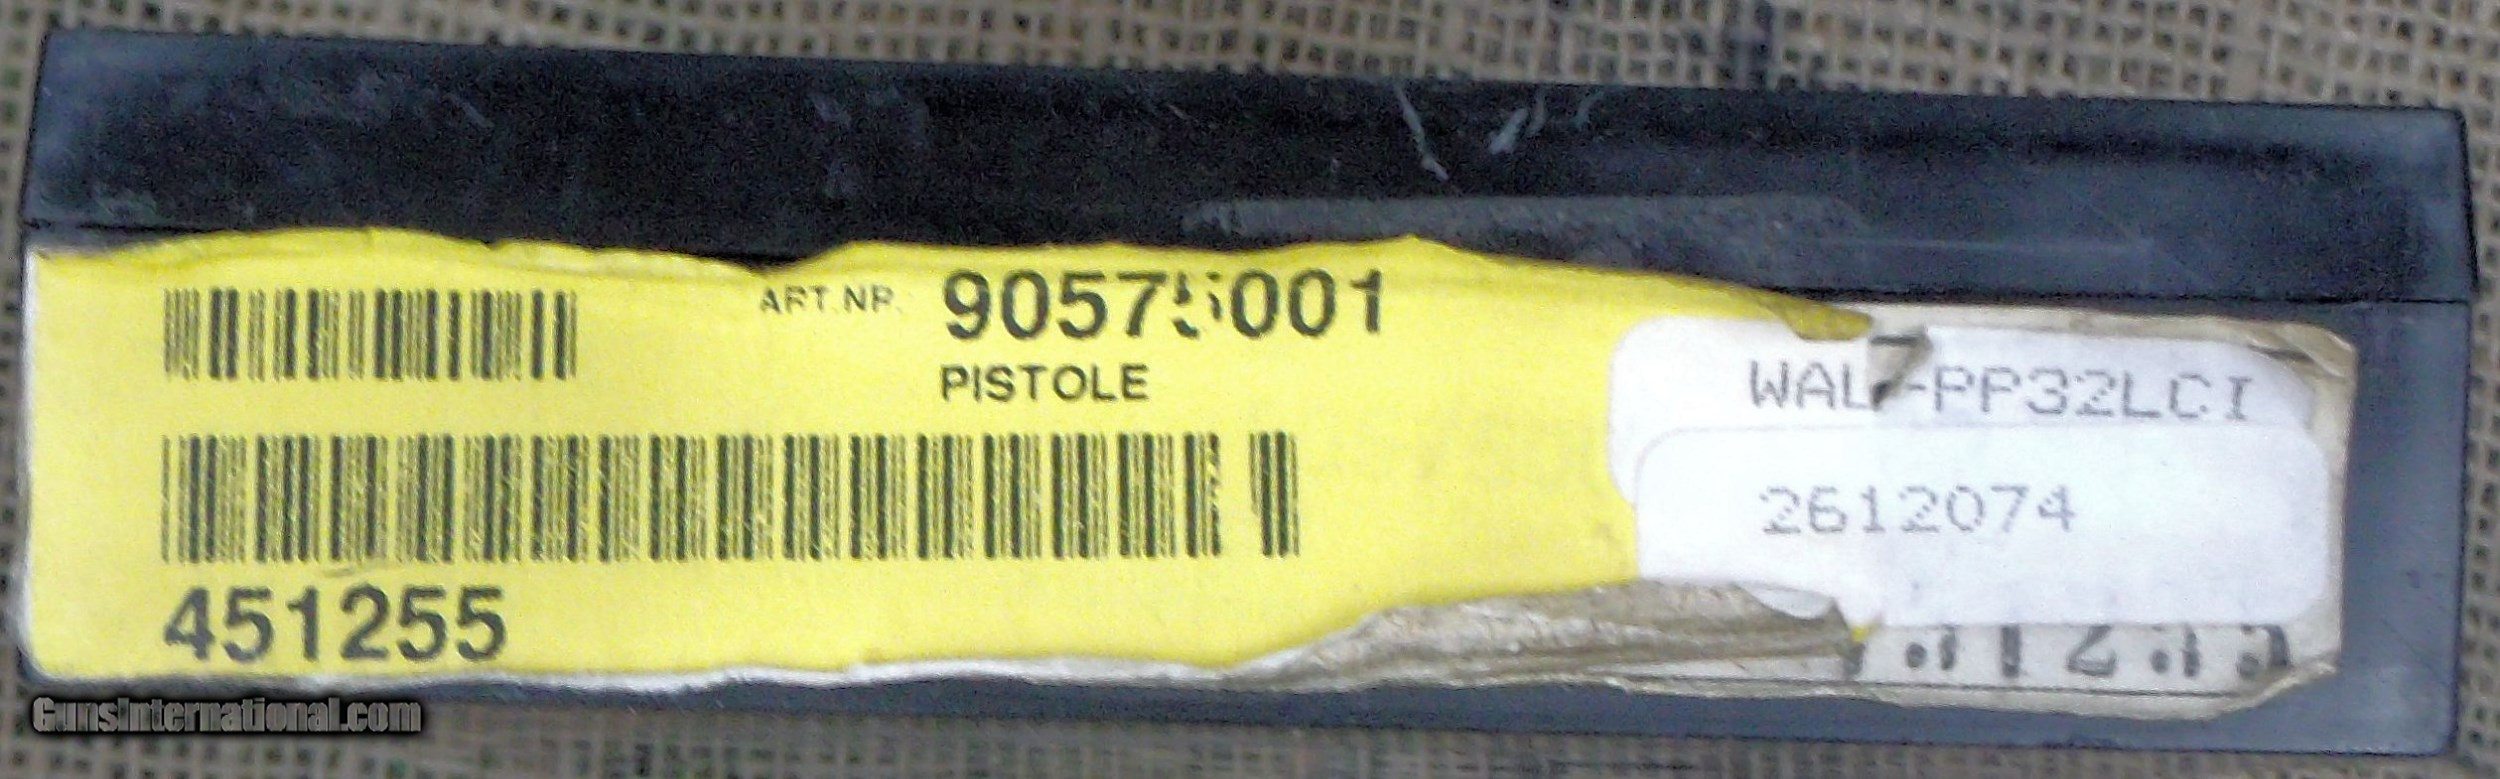 ART.NR. 90575001
PISTOLE
WAL-PP32LCI
2612074
451255
GunsInternational.com